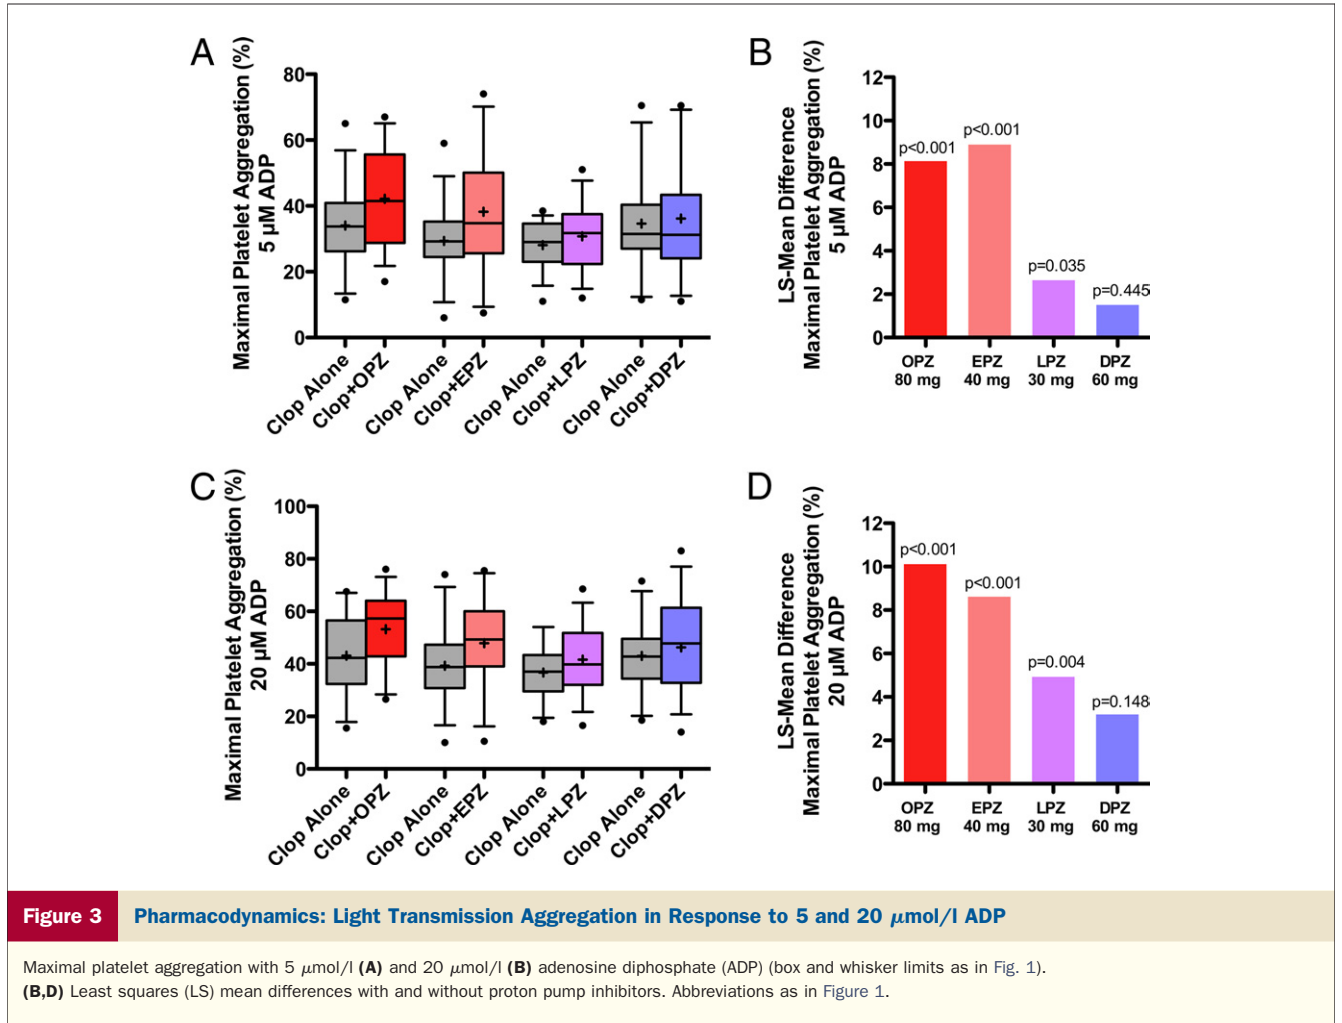 A
Maximal Platelet Aggregation (%)
5 µM ADP
80
60
40
20
0
Clop Alone
Clop+OPZ
Clop Alone
Clop+EPZ
Clop Alone
Clop+LPZ
Clop Alone
Clop+DPZ
B
LS-Mean Difference
Maximal Platelet Aggregation (%)
5 µM ADP
12
10
8
6
4
2
0
p<0.001
p<0.001
p=0.035
p=0.445
OPZ
80 mg
EPZ
40 mg
LPZ
30 mg
DPZ
60 mg
C
Maximal Platelet Aggregation (%)
20 µM ADP
100
80
60
40
20
0
Clop Alone
Clop+OPZ
Clop Alone
Clop+EPZ
Clop Alone
Clop+LPZ
Clop Alone
Clop+DPZ
D
LS-Mean Difference
Maximal Platelet Aggregation (%)
20 µM ADP
12
10
8
6
4
2
0
p<0.001
p<0.001
p=0.004
p=0.148
OPZ
80 mg
EPZ
40 mg
LPZ
30 mg
DPZ
60 mg
Figure 3 Pharmacodynamics: Light Transmission Aggregation in Response to 5 and 20 µmol/l ADP
Maximal platelet aggregation with 5 µmol/l (A) and 20 µmol/l (B) adenosine diphosphate (ADP) (box and whisker limits as in Fig. 1).
(B,D) Least squares (LS) mean differences with and without proton pump inhibitors. Abbreviations as in Figure 1.